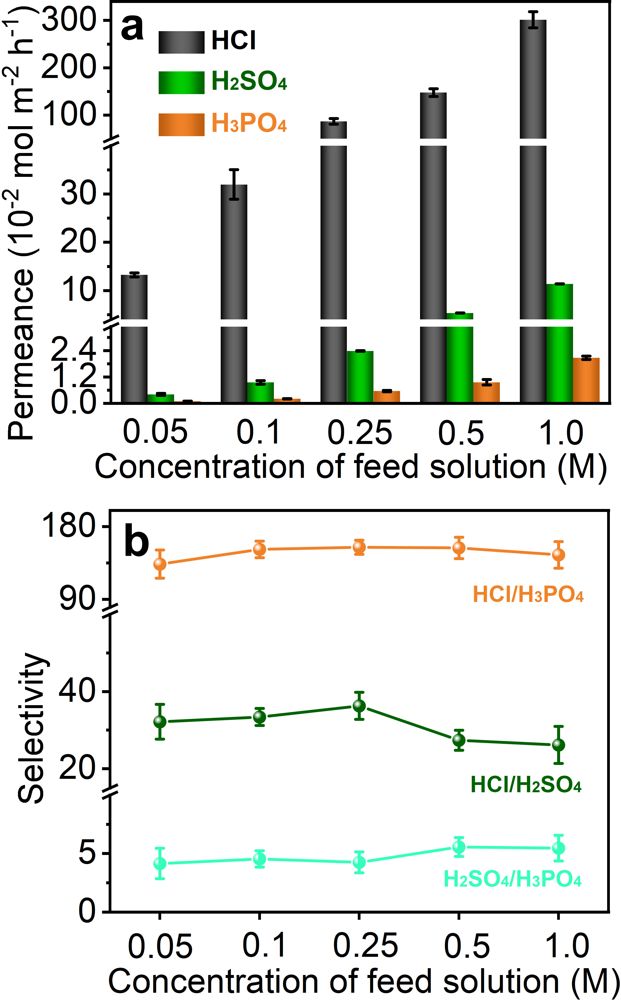 a
HCl
H2SO4
H3PO4
Permeance (10-2 mol m-2 h-1)
300
200
100
30
20
10
2.4
1.2
0.0
0.05 0.1 0.25 0.5 1.0
Concentration of feed solution (M)
b
Selectivity
180
90
40
20
5
0
HCl/H3PO4
HCl/H2SO4
H2SO4/H3PO4
0.05 0.1 0.25 0.5 1.0
Concentration of feed solution (M)